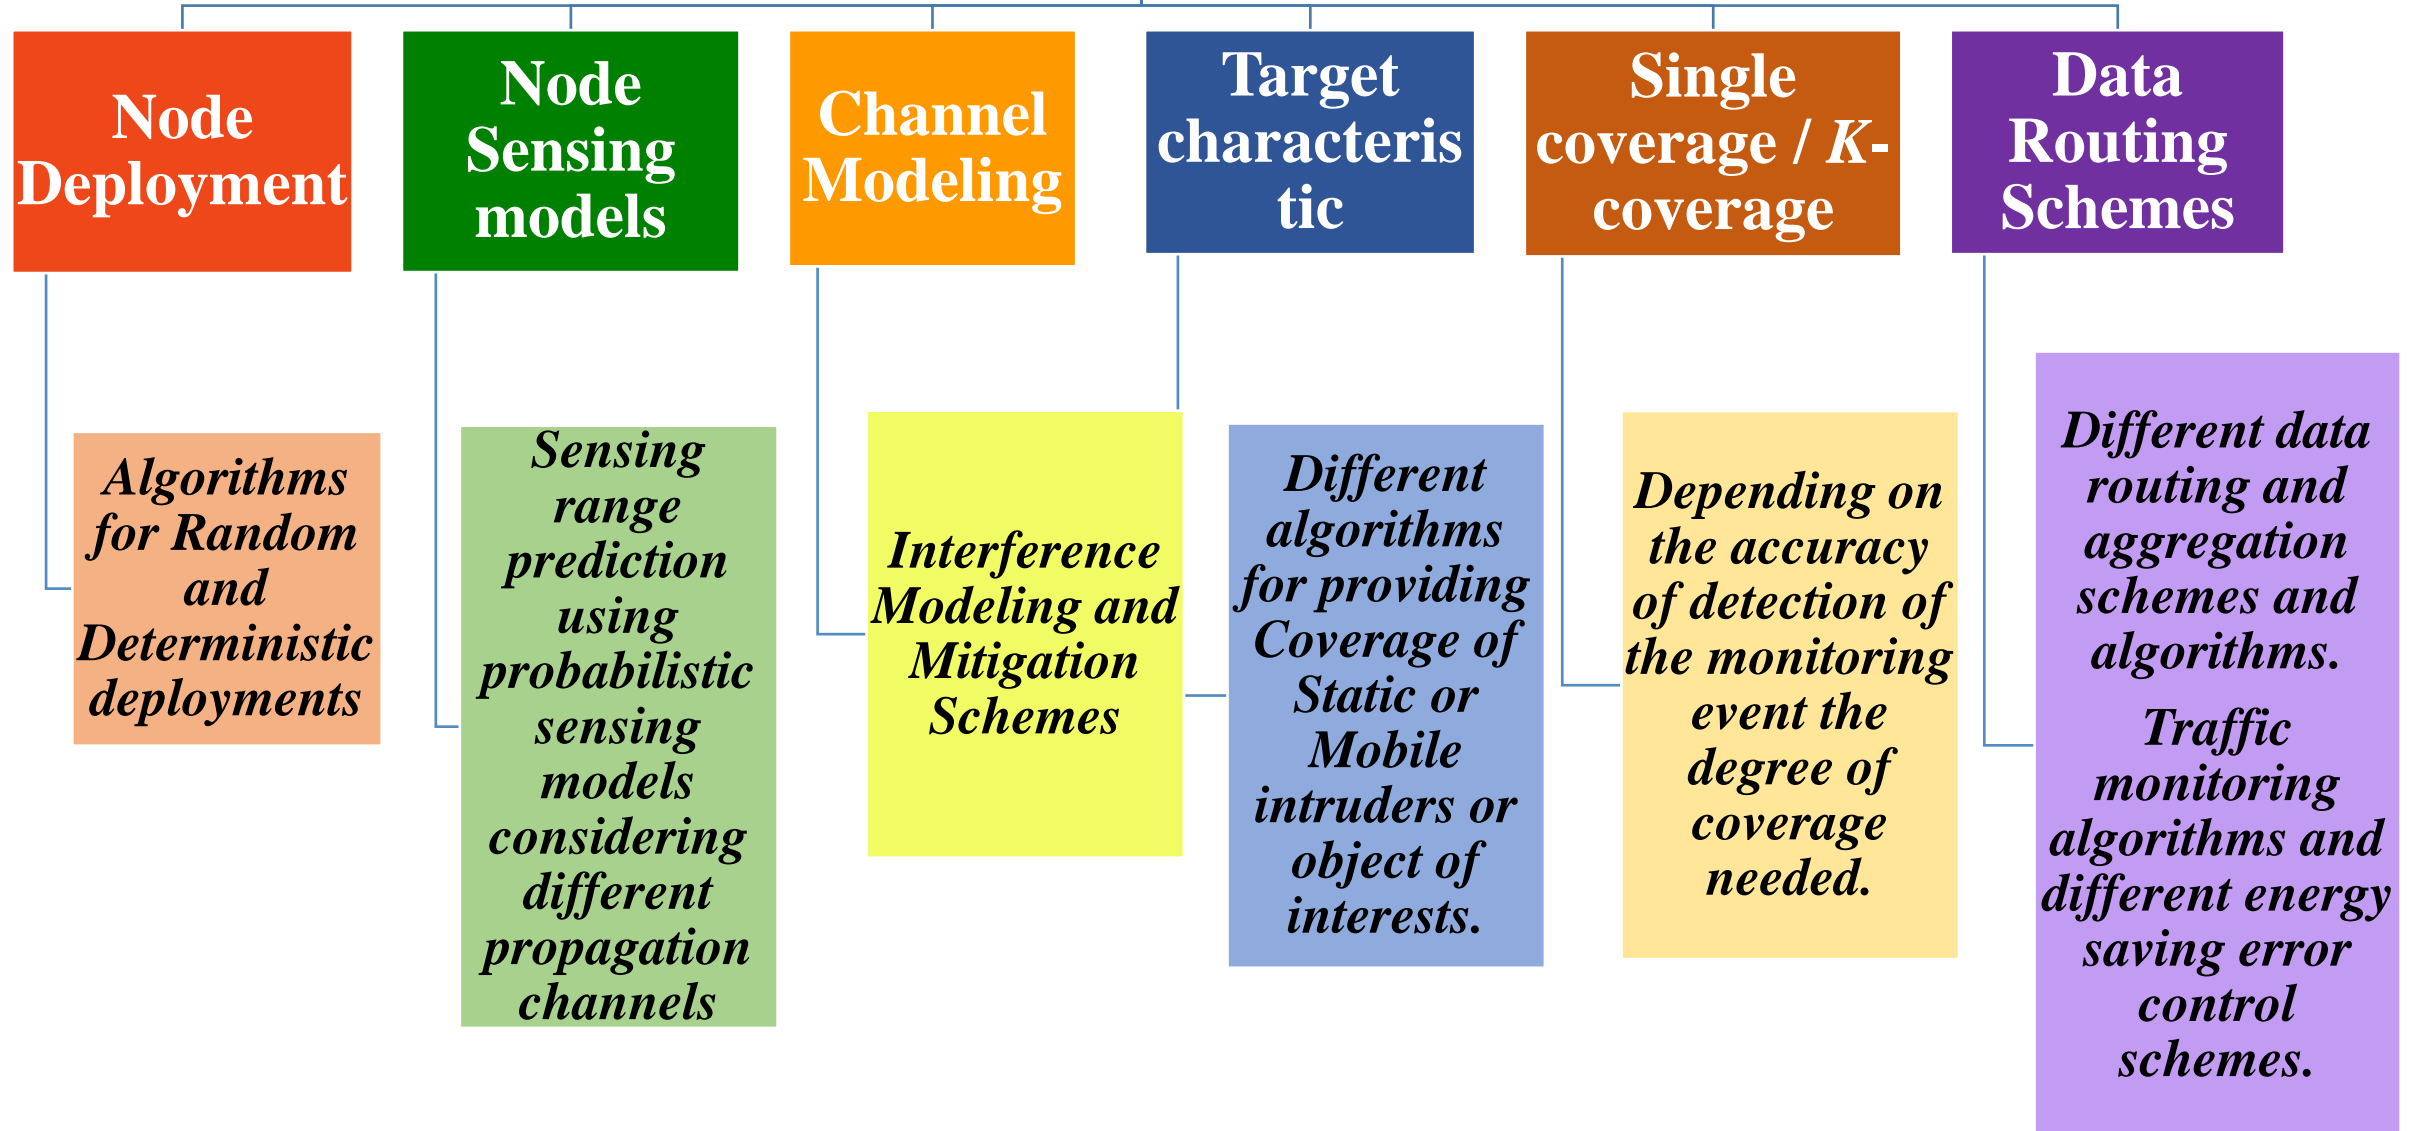 Node
Deployment
Node
Sensing
models
Channel
Modeling
Target
characteris
tic
Single
coverage / K-
coverage
Data
Routing
Schemes
Algorithms
for Random
and
Deterministic
deployments
Sensing
range
prediction
using
probabilistic
sensing
models
considering
different
propagation
channels
Interference
Modeling and
Mitigation
Schemes
Different
algorithms
for providing
Coverage of
Static or
Mobile
intruders or
object of
interests.
Depending on
the accuracy
of detection of
the monitoring
event the
degree of
coverage
needed.
Different data
routing and
aggregation
schemes and
algorithms.
Traffic
monitoring
algorithms and
different energy
saving error
control
schemes.